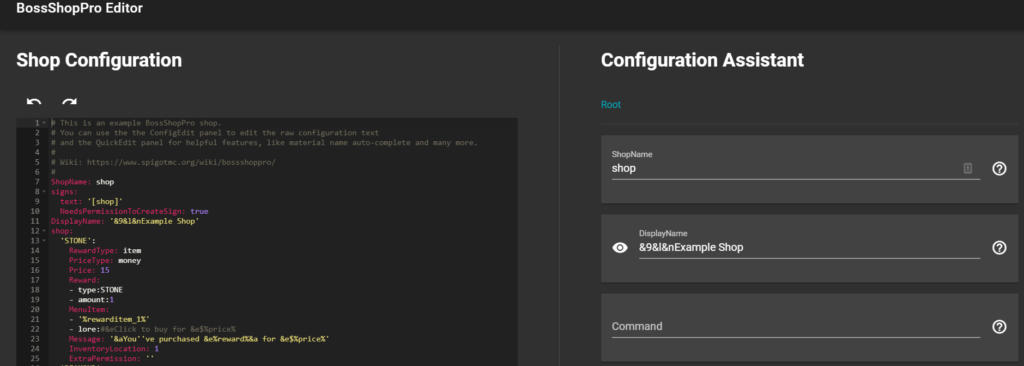 BossShopPro Editor
Shop Configuration
1 # This is an example BossShopPro shop.
2 # You can use the the ConfigEdit panel to edit the raw configuration text
3 # and the QuickEdit panel for helpful features, like material name auto-complete and many more.
4 #
5 # Wiki: https://www.spigotmc.org/wiki/bossshoppro/
6 #
7 ShopName: shop
8 signs:
9 text: '[shop]'
10 NeedsPermissionToCreateSign: true
11 DisplayName: '&9&l&nExample Shop'
12 shop:
13 'STONE':
14 RewardType: item
15 PriceType: money
16 Price: 15
17 Reward:
18 - type:STONE
19 - amount:1
20 MenuItem:
21 - '%rewarditem_1%'
22 - lore:#&eClick to buy for &e$%price%
23 Message: '&aYou''ve purchased &e%reward%&a for &e$%price%'
24 InventoryLocation: 1
25 ExtraPermission: ''
Configuration Assistant
Root
ShopName
shop
DisplayName
&9&l&nExample Shop
Command